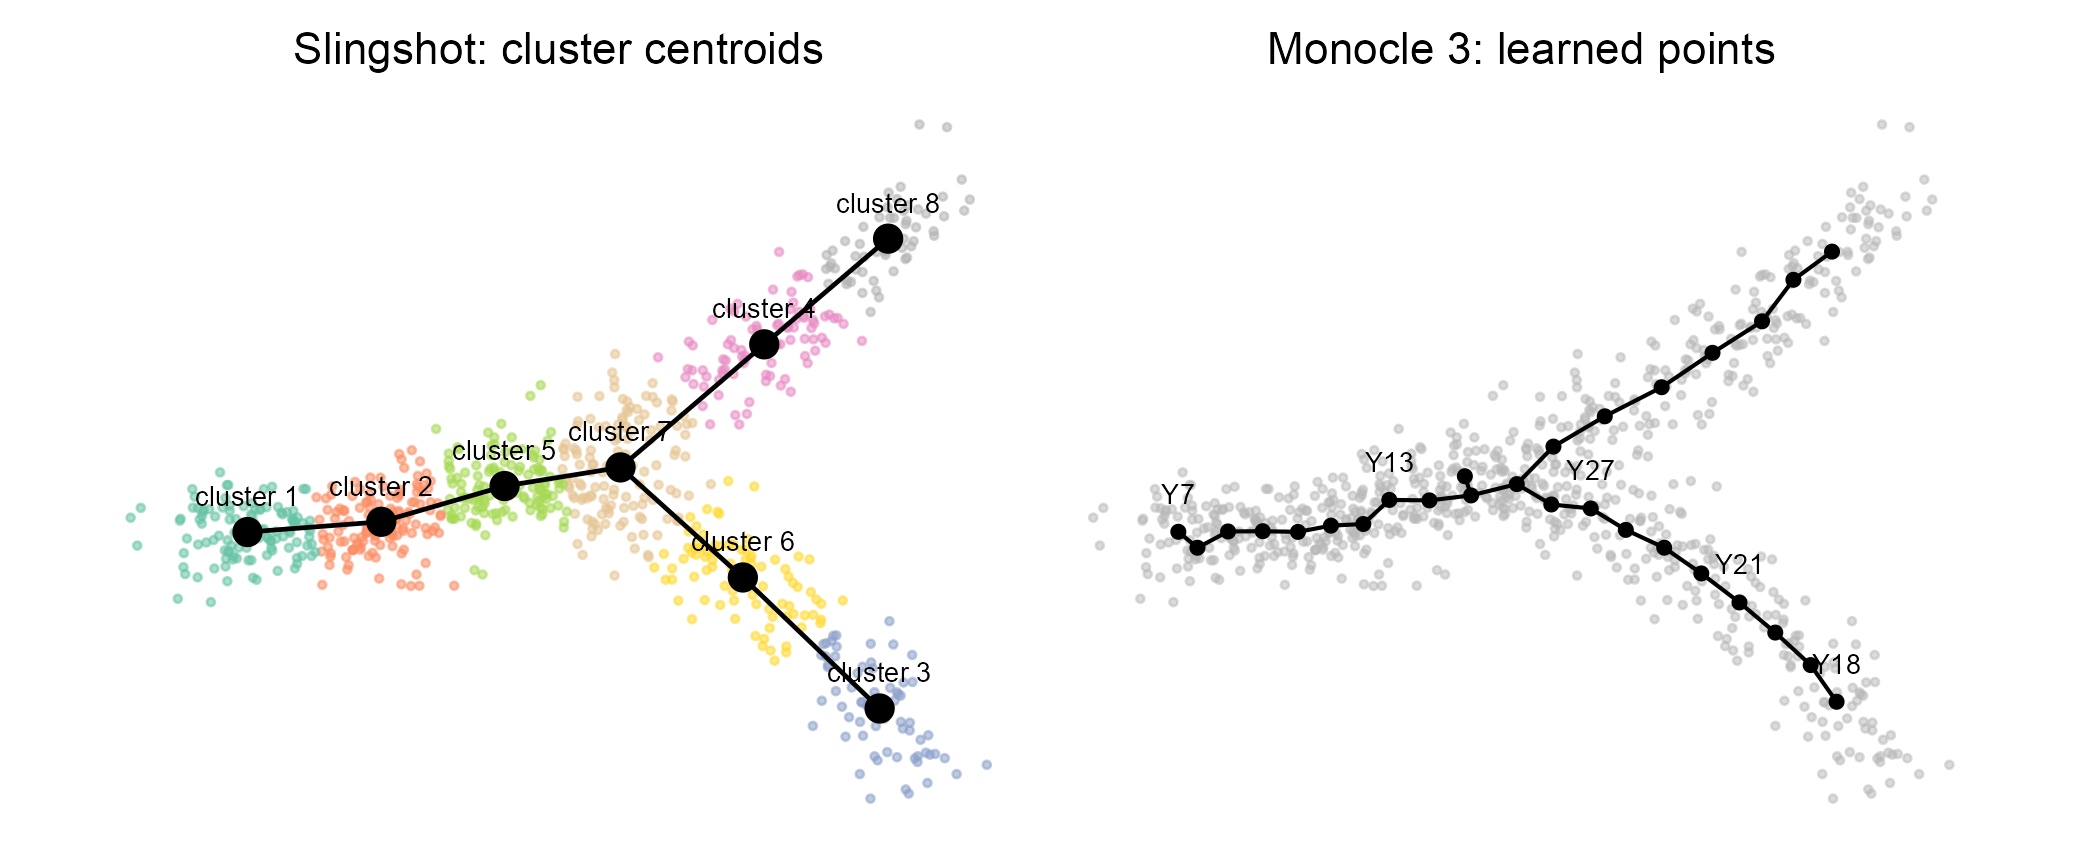 Slingshot: cluster centroids
cluster 8
cluster 4
cluster 7
cluster 5
cluster 2
cluster 1
cluster 6
cluster 3
Monocle 3: learned points
Y13
Y27
Y7
Y21
Y18